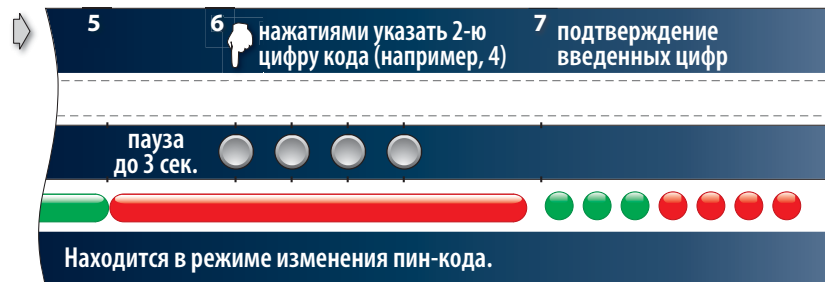 5
6
нажатиями указать 2-ю
цифру кода (например, 4)
7
подтверждение
введенных цифр
пауза
до 3 сек.
Находится в режиме изменения пин-кода.